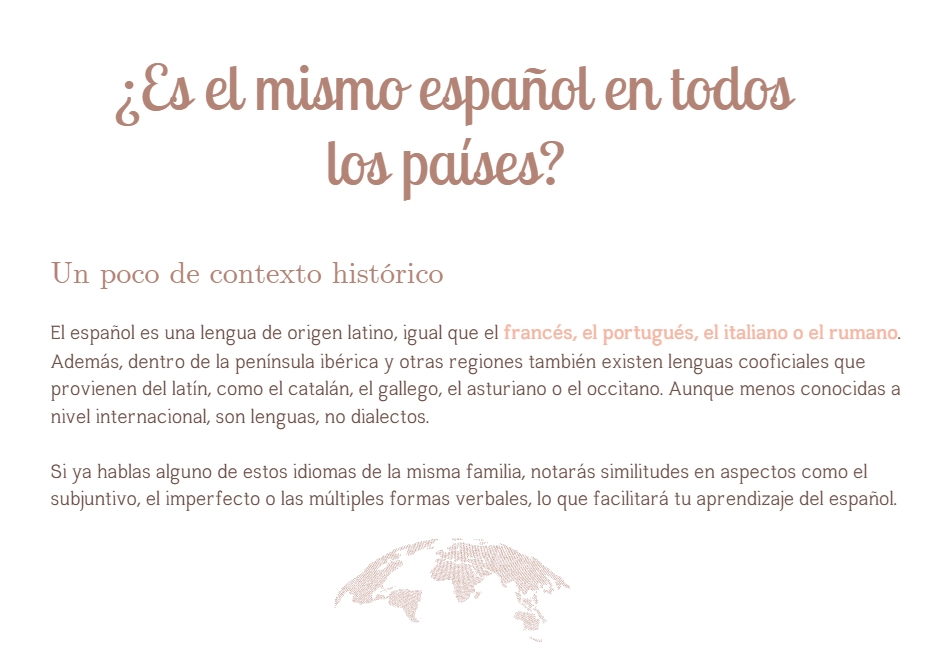 ¿Es el mismo español en todos
los países?
Un poco de contexto histórico
El español es una lengua de origen latino, igual que el francés, el portugués, el italiano o el rumano.
Además, dentro de la península ibérica y otras regiones también existen lenguas cooficiales que
provienen del latín, como el catalán, el gallego, el asturiano o el occitano. Aunque menos conocidas a
nivel internacional, son lenguas, no dialectos.
Si ya hablas alguno de estos idiomas de la misma familia, notarás similitudes en aspectos como el
subjuntivo, el imperfecto o las múltiples formas verbales, lo que facilitará tu aprendizaje del español.